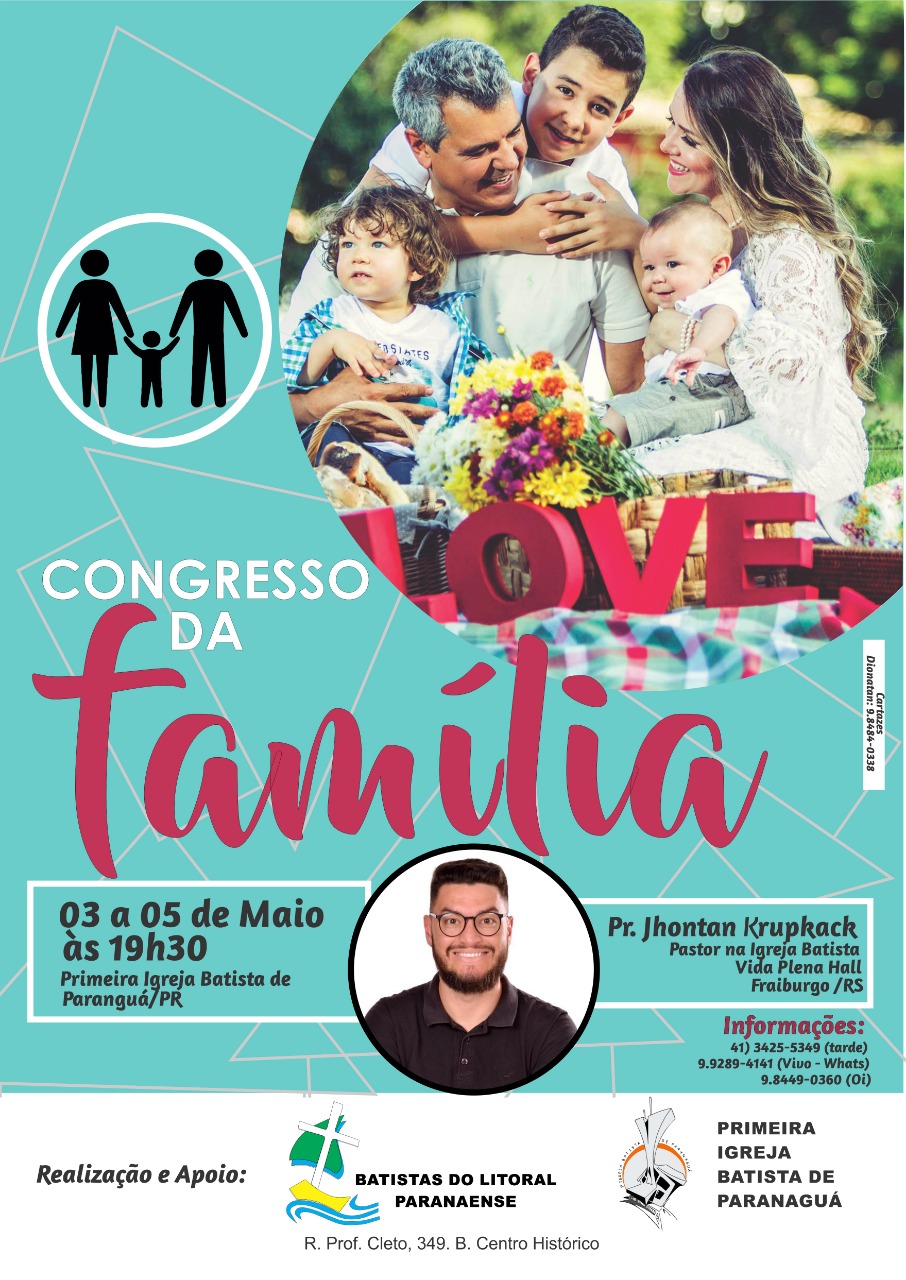 CONGRESSO
DA
família
LOVE
Cartazes
Dionatan: 9.8484-0338
03 a 05 de Maio
às 19h30
Primeira Igreja Batista de
Paranguá/PR
Pr. Jhontan Krupkack
Pastor na Igreja Batista
Vida Plena Hall
Fraiburgo /RS
Informações:
41) 3425-5349 (tarde)
9.9289-4141 (Vivo - Whats)
9.8449-0360 (Oi)
Realização e Apoio:
BATISTAS DO LITORAL
PARANAENSE
PRIMEIRA
IGREJA
BATISTA DE
PARANAGUÁ
R. Prof. Cleto, 349. B. Centro Histórico